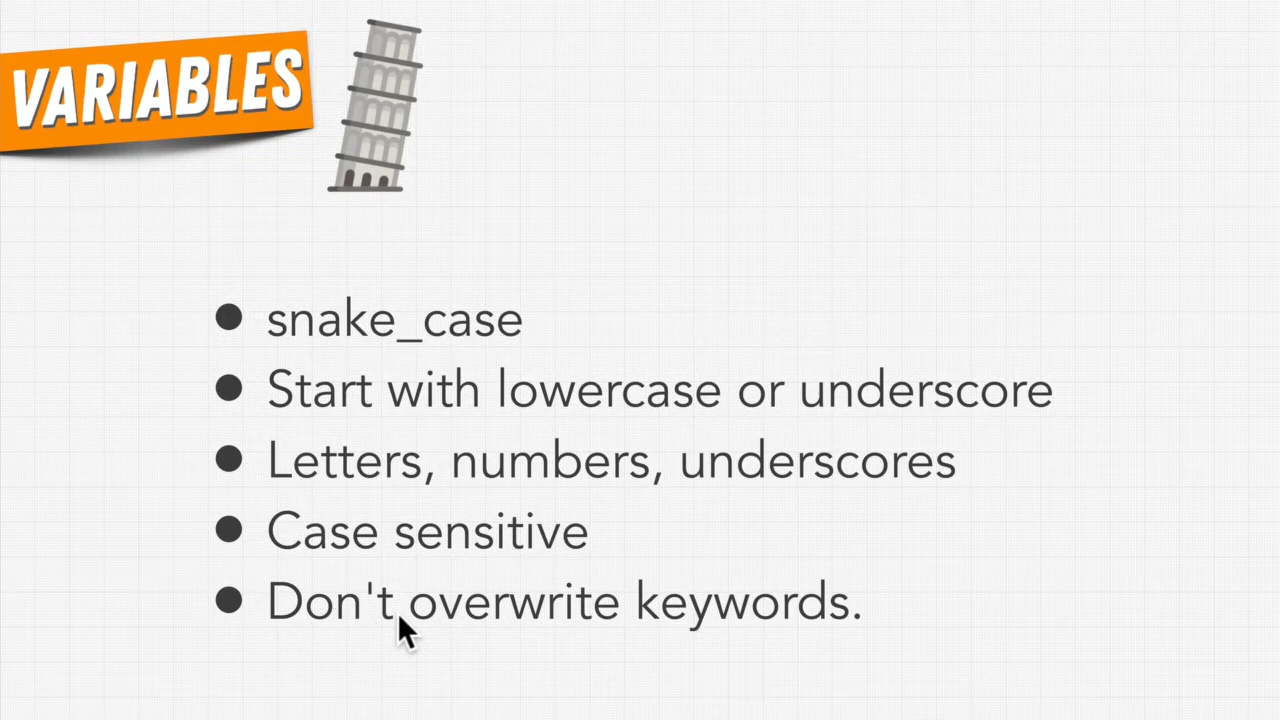 VARIABLES
● snake_case
● Start with lowercase or underscore
● Letters, numbers, underscores
● Case sensitive
● Don't overwrite keywords.